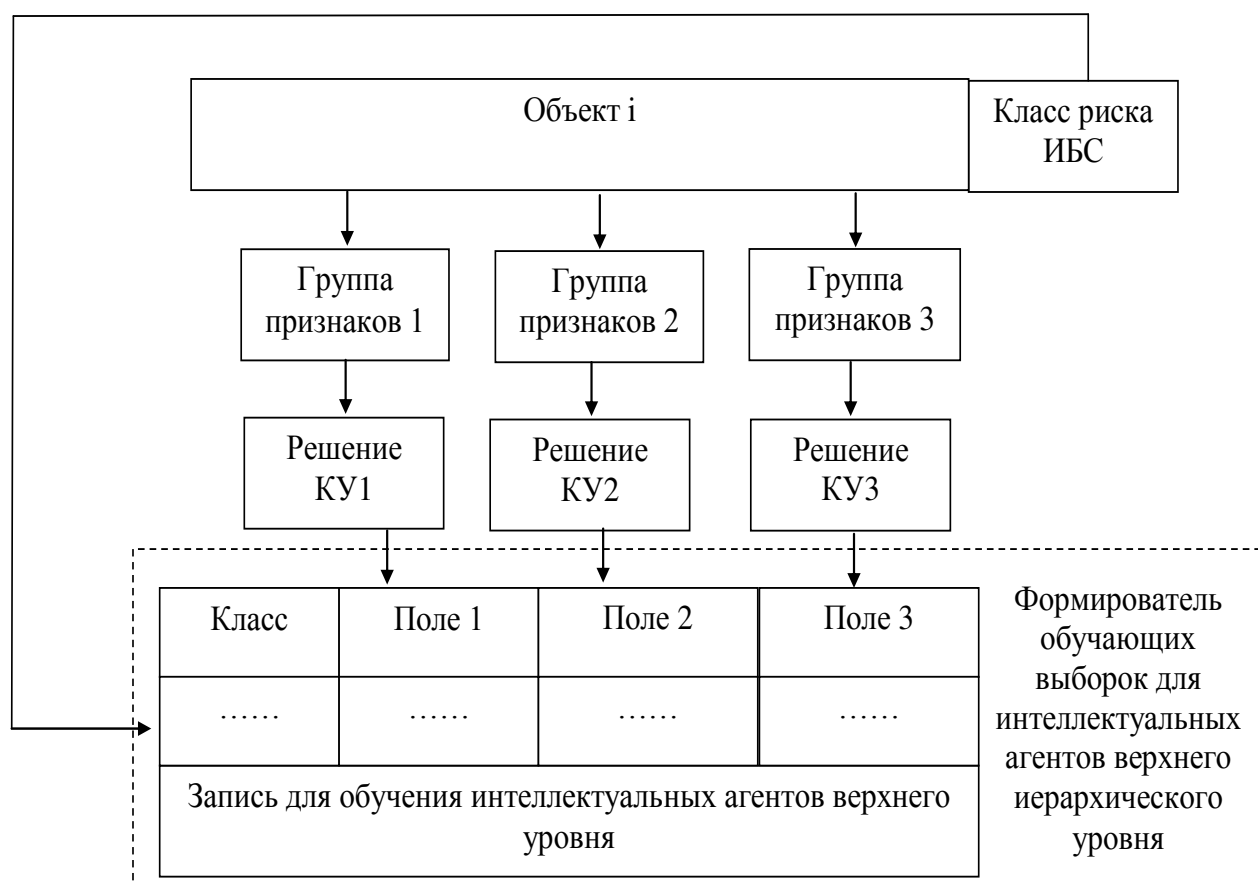 Объект i
Класс риска
ИБС
Группа
признаков 1
Группа
признаков 2
Группа
признаков 3
Решение
КУ1
Решение
КУ2
Решение
КУ3
Класс
Поле 1
Поле 2
Поле 3
......
......
......
......
Запись для обучения интеллектуальных агентов верхнего
уровня
Формирователь
обучающих
выборок для
интеллектуальных
агентов верхнего
иерархического
уровня